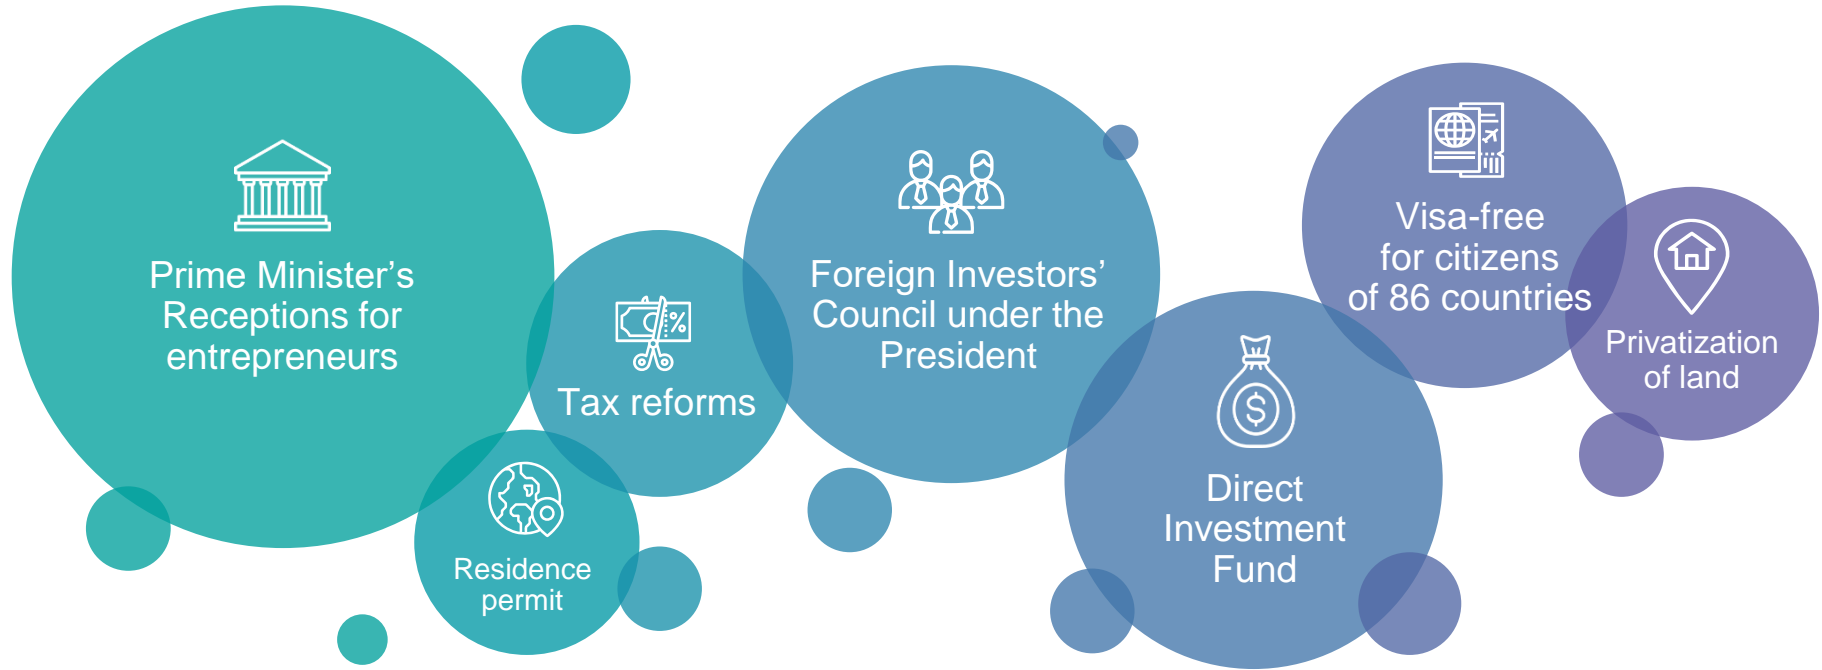 Prime Minister’s
Receptions for
entrepreneurs
Residence
permit
%
Tax reforms
Foreign Investors’
Council under the
President
$
Direct
Investment
Fund
Visa-free
for citizens
of 86 countries
Privatization
of land